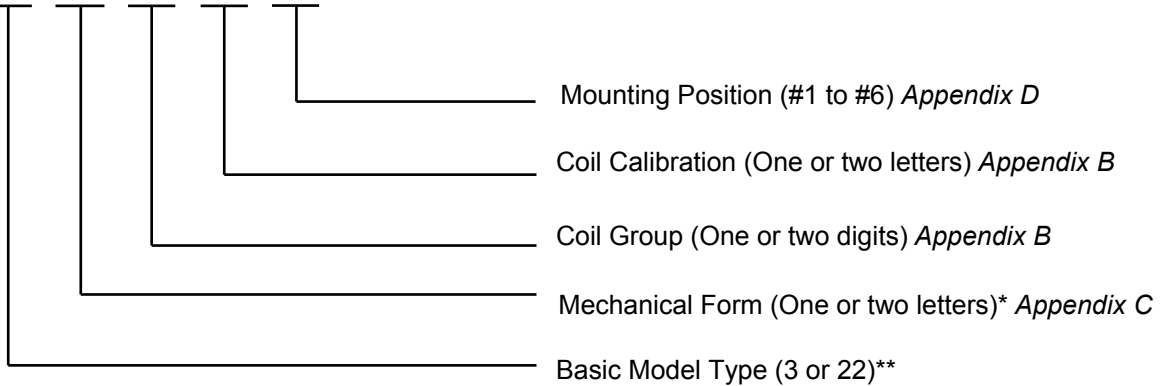 Mounting Position (#1 to #6) Appendix D
Coil Calibration (One or two letters) Appendix B
Coil Group (One or two digits) Appendix B
Mechanical Form (One or two letters)* Appendix C
Basic Model Type (3 or 22)**